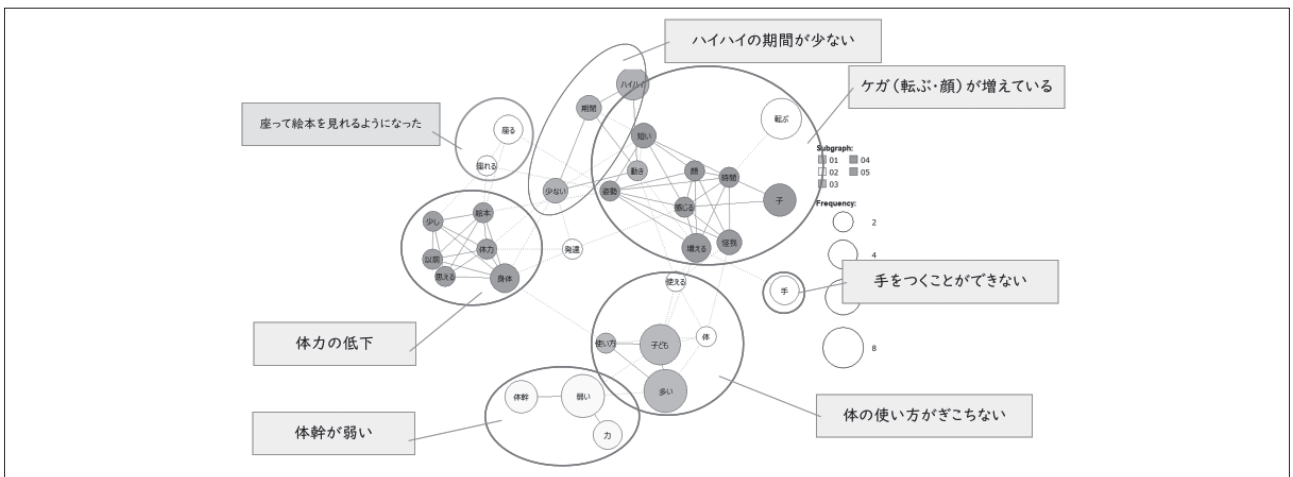 ハイハイの期間が少ない
ケガ(転ぶ・顔)が増えている
座って絵本を見れるようになった
ハイハイ
期間
転ぶ
座る
短い
Subgraph:
01 04
02 05
03
座れる
動き
顔
時間
少ない
姿勢
感じる
子
Frequency:
少し
絵本
2
体力
発達
増える
怪我
4
以前
思える
身体
使える
手
手をつくことができない
体力の低下
使い方
子ども
体
8
体幹
弱い
多い
体の使い方がぎこちない
力
体幹が弱い